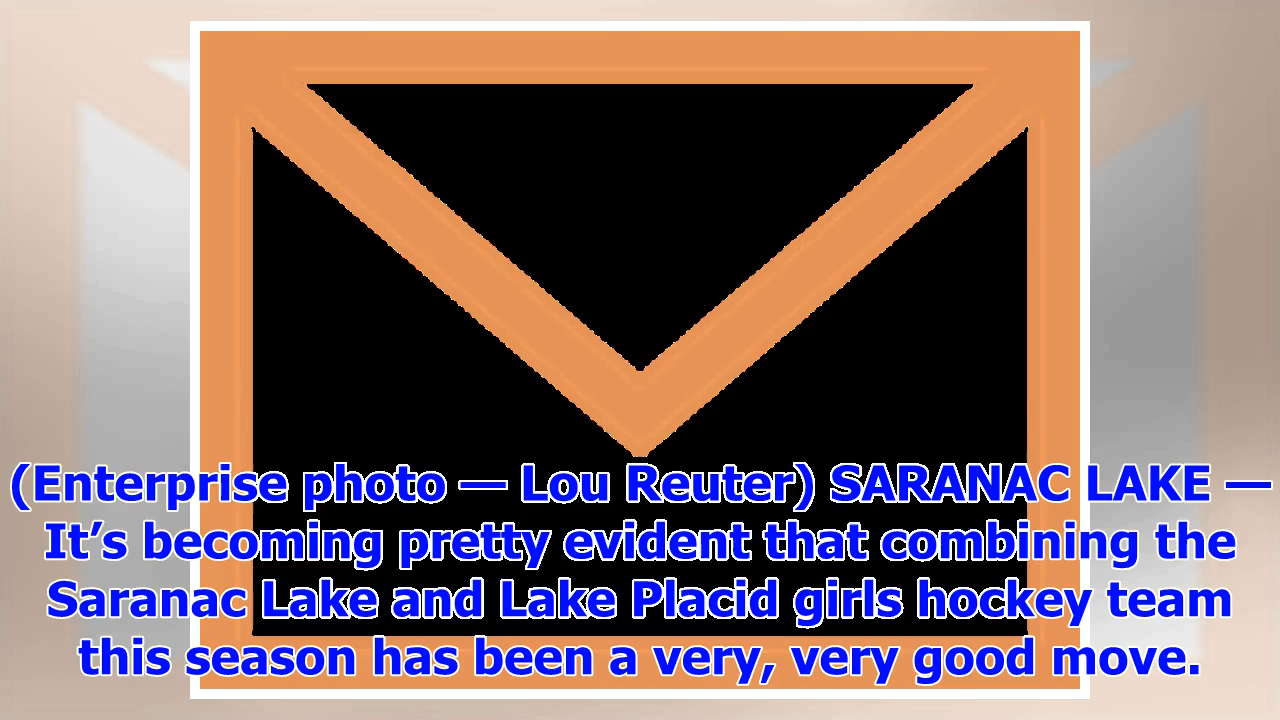 (Enterprise photo — Lou Reuter) SARANAC LAKE —
It’s becoming pretty evident that combining the
Saranac Lake and Lake Placid girls hockey team
this season has been a very, very good move.